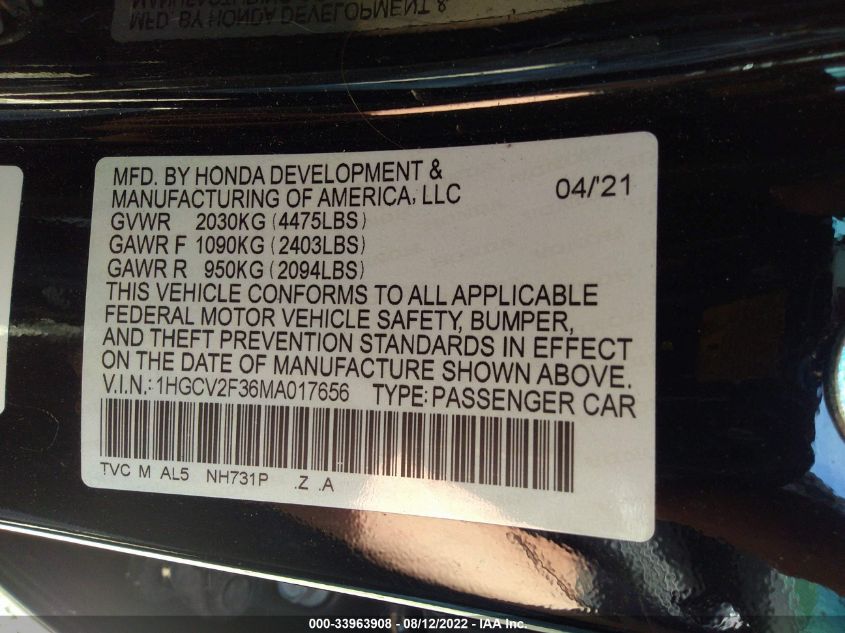 MFD. BY HONDA DEVELOPMENT &
MANUFACTURING OF AMERICA, LLC 04/'21
GVWR 2030KG (4475LBS)
GAWR F 1090KG (2403LBS)
GAWR R 950KG (2094LBS)
THIS VEHICLE CONFORMS TO ALL APPLICABLE
FEDERAL MOTOR VEHICLE SAFETY, BUMPER,
AND THEFT PREVENTION STANDARDS IN EFFECT
ON THE DATE OF MANUFACTURE SHOWN ABOVE.
V.I.N.: 1HGCV2F36MA017656 TYPE: PASSENGER CAR
TVC M AL5 NH731P .Z .A
000-33963908 - 08/12/2022 - IAA Inc.